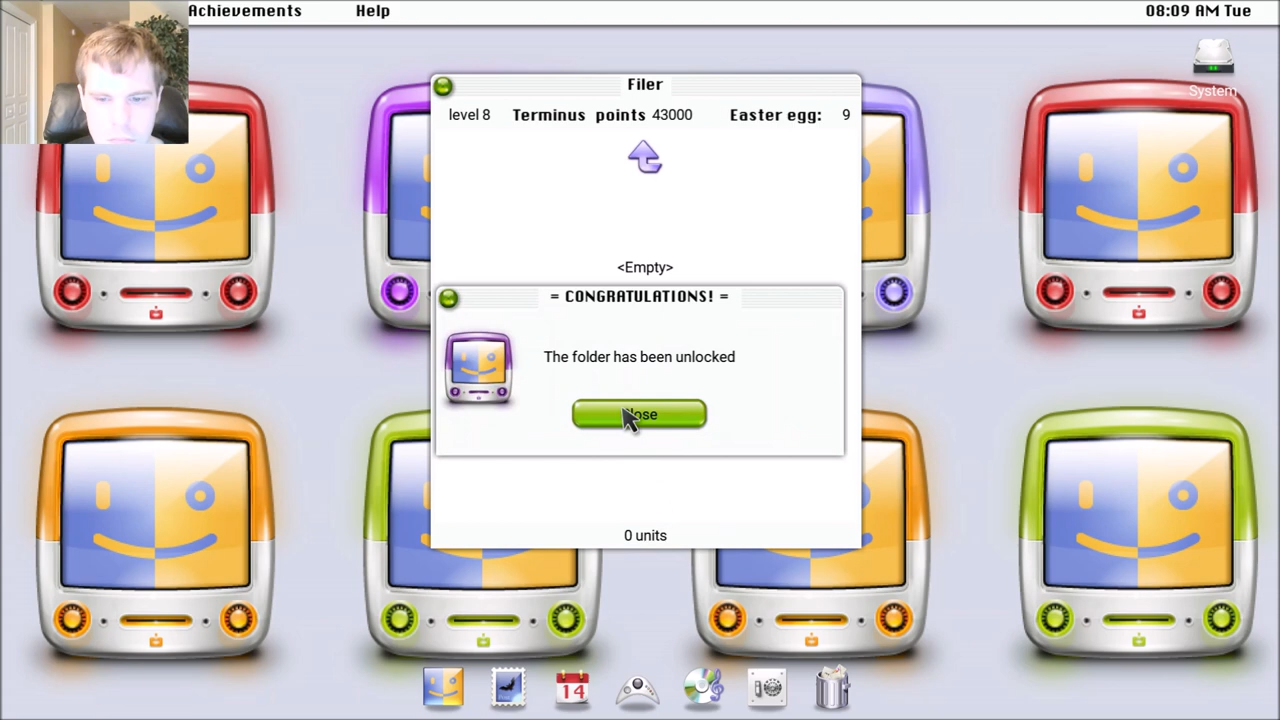 Achievements Help 08:09 AM Tue
System
Filer
level 8 Terminus points 43000 Easter egg: 9
<Empty>
= CONGRATULATIONS! =
The folder has been unlocked
0 units
14